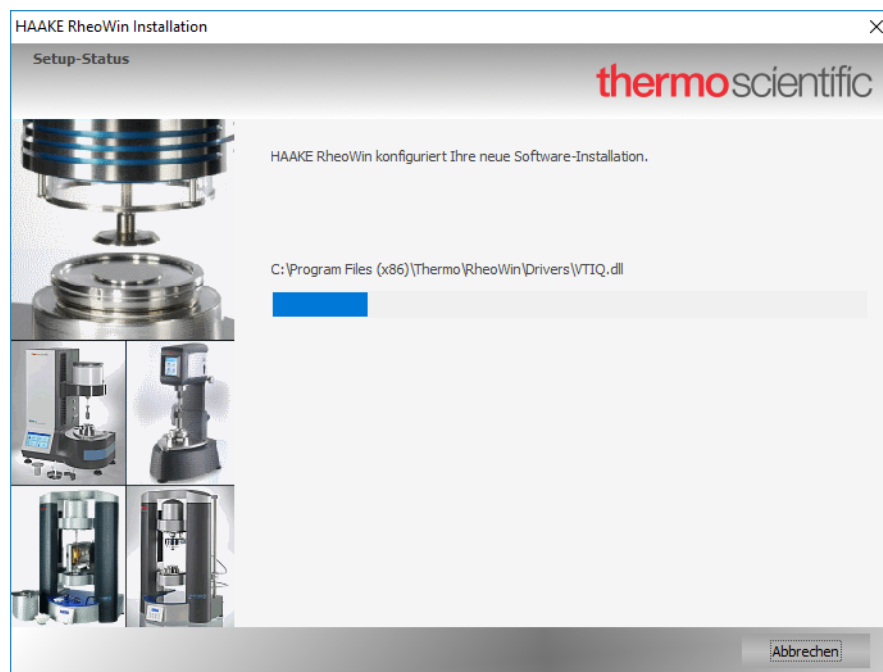 HAAKE RheoWin Installation
Setup-Status
thermoscientific
HAAKE RheoWin konfiguriert Ihre neue Software-Installation.
C:\Program Files (x86)\Thermo\RheoWin\Drivers\VTIQ.dll
Abbrechen